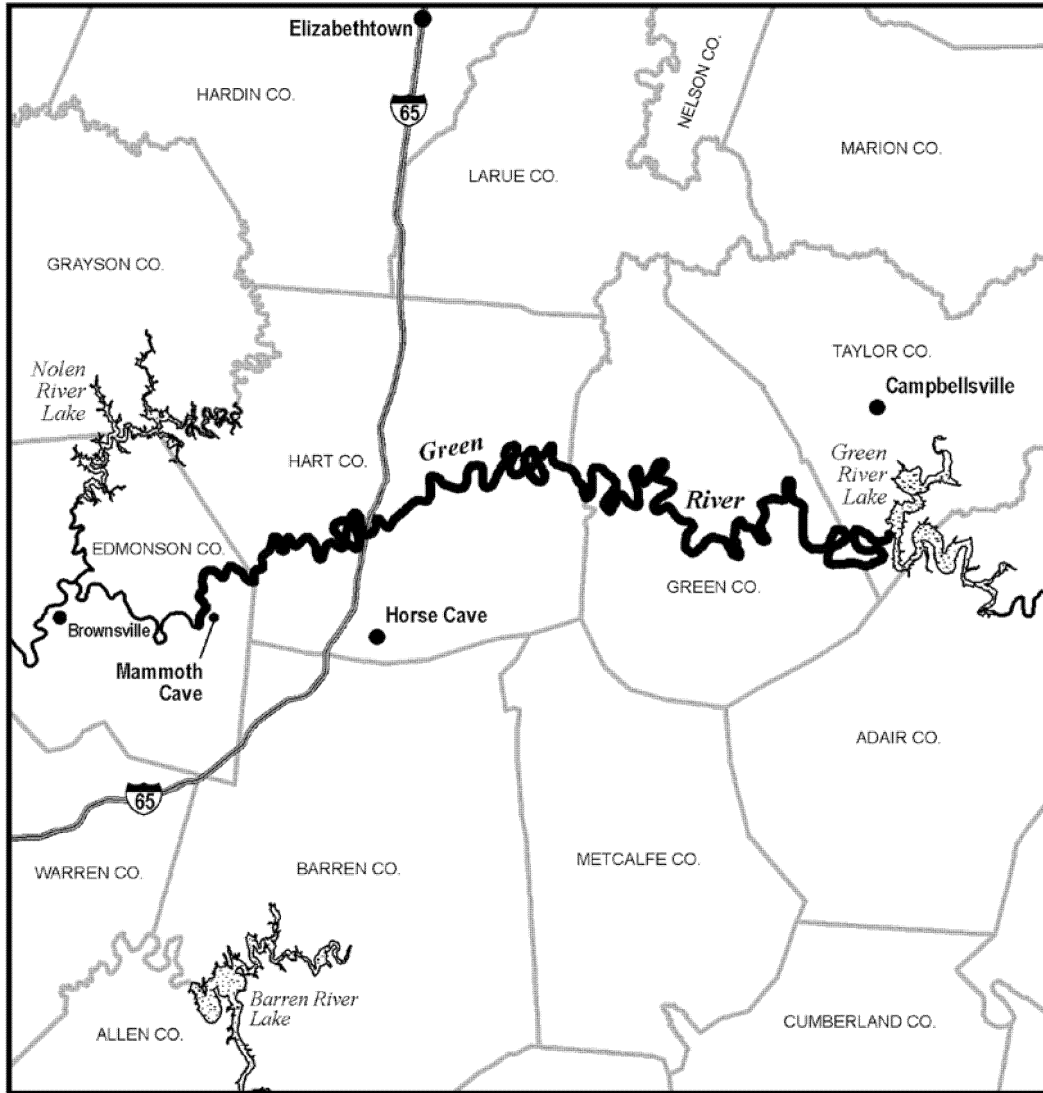 Elizabethtown
HARDIN CO.
65
NELSON CO.
MARION CO.
LARUE CO.
GRAYSON CO.
Nolen
River
Lake
TAYLOR CO.
Campbellsville
Green
River
Lake
HART CO.
Green
River
EDMONSON CO.
GREEN CO.
Brownsville
Horse Cave
Mammoth
Cave
ADAIR CO.
65
WARREN CO.
BARREN CO.
METCALFE CO.
Barren River
Lake
ALLEN CO.
CUMBERLAND CO.